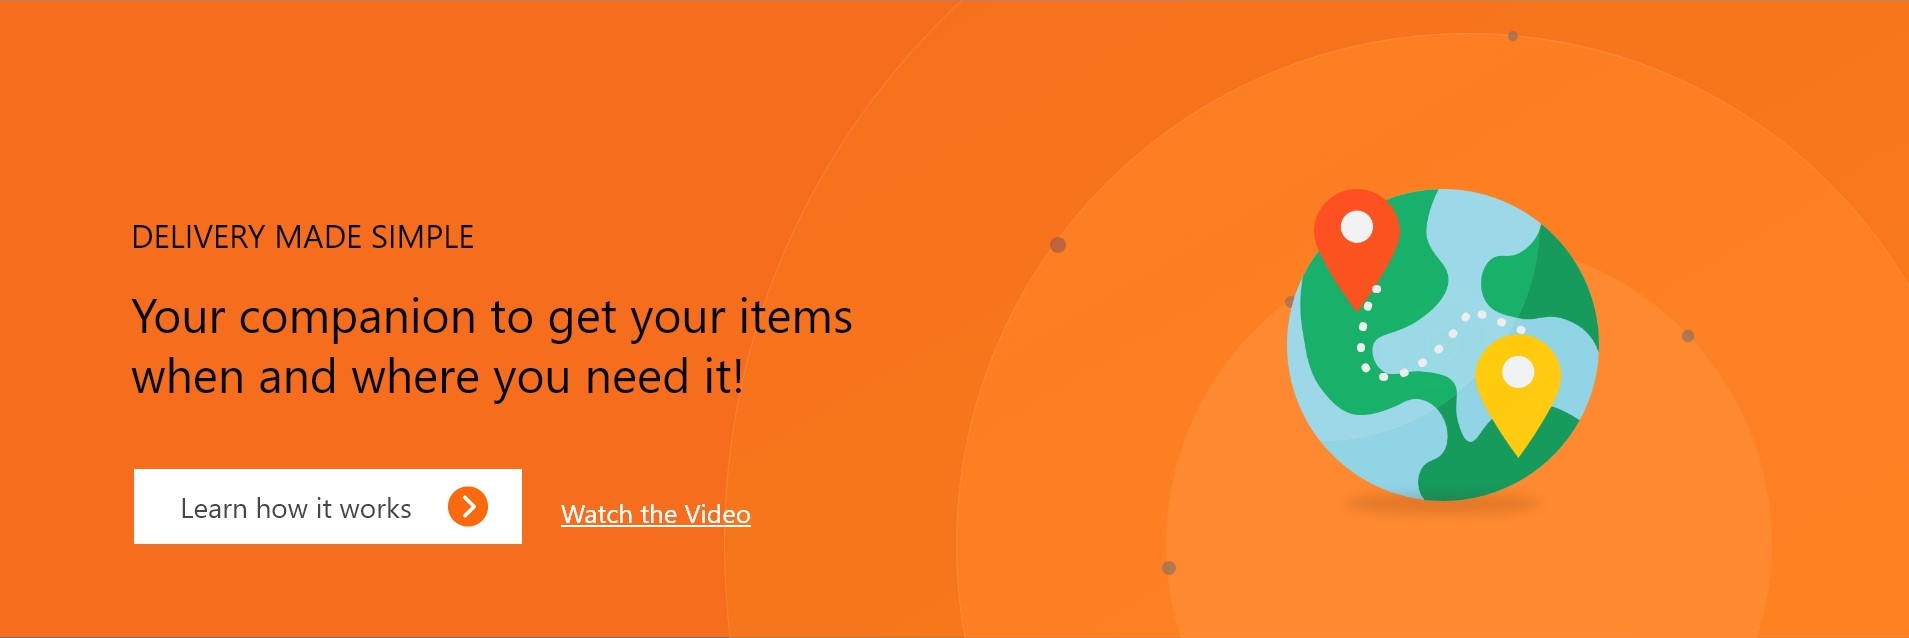 DELIVERY MADE SIMPLE
Your companion to get your items
when and where you need it!
Learn how it works
Watch the Video